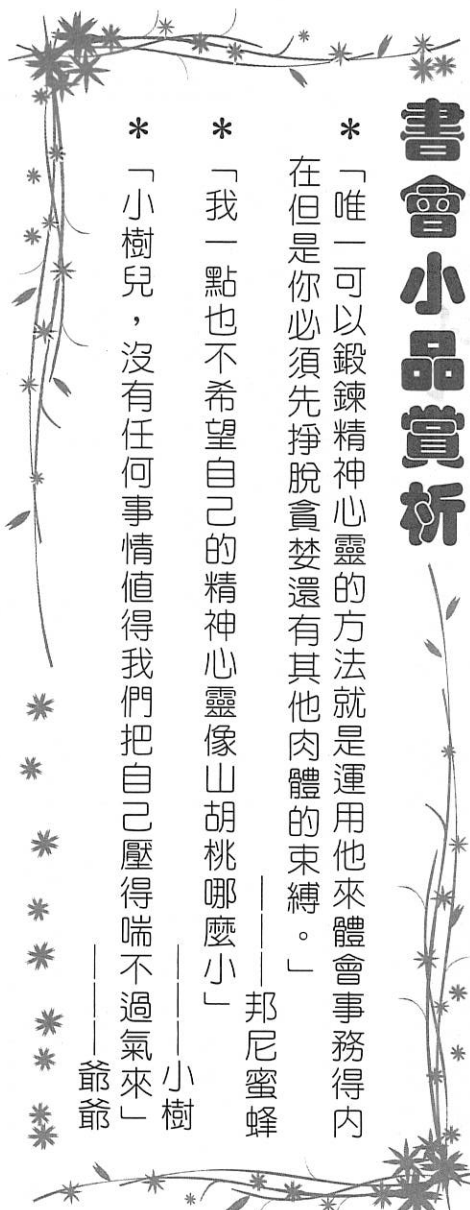 書會小品賞析
*「唯一可以鍛鍊精神心靈的方法就是運用他來體會事務得內
在但是你必須先掙脫貪婪還有其他肉體的束縛。」
———邦尼蜜蜂
*「我一點也不希望自己的精神心靈像山胡桃哪麼小」
———小樹
*「小樹兒，沒有任何事情值得我們把自己壓得喘不過氣來」
———爺爺